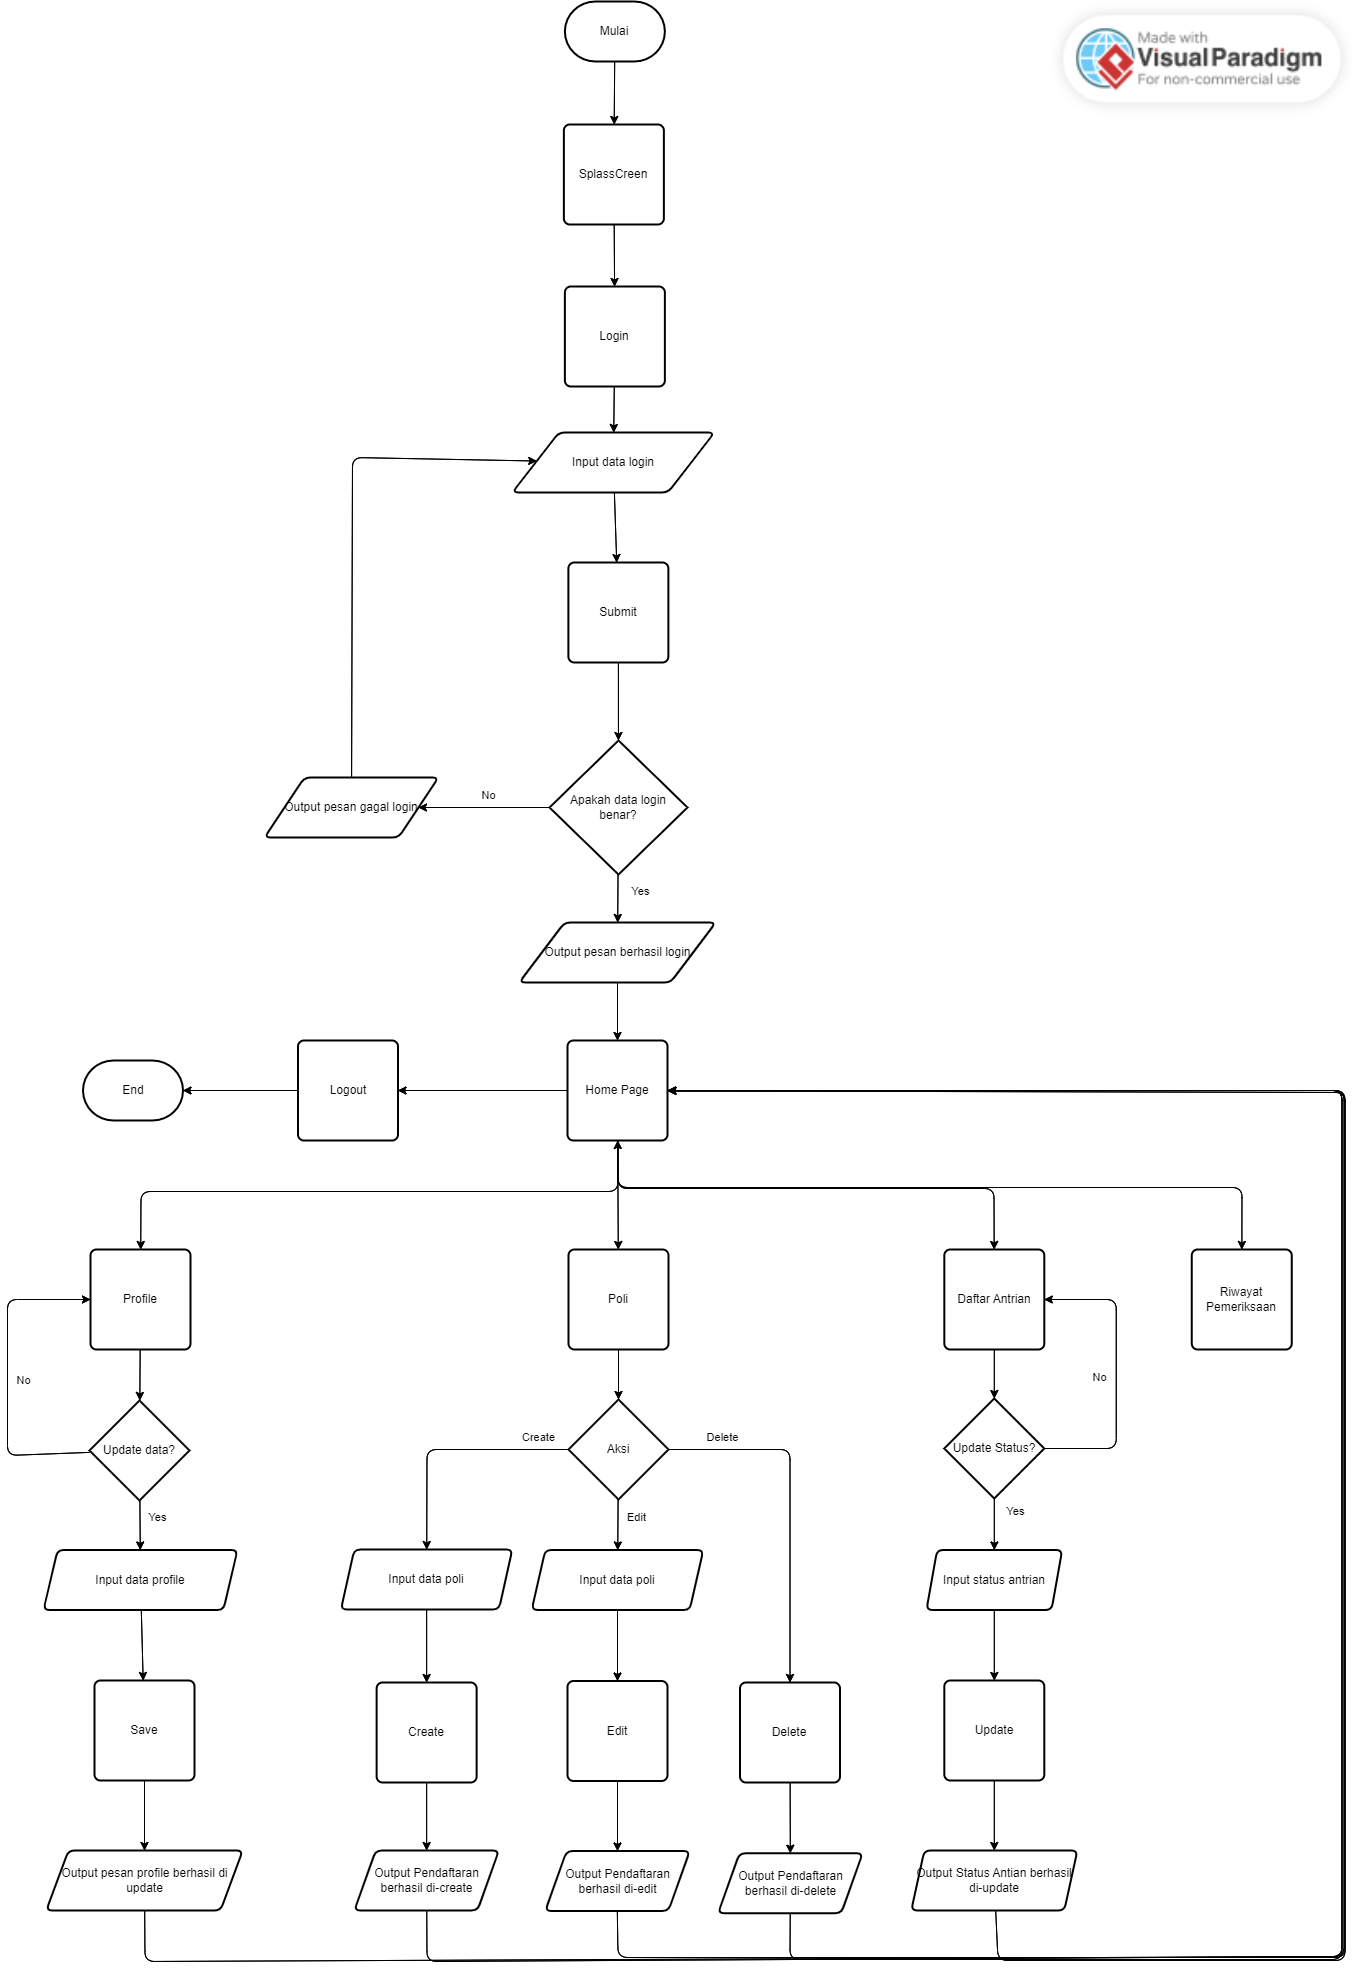 Mulai
Made with
Visual Paradigm
For non-commercial use
SplassCreen
Login
Input data login
Submit
Apakah data login
benar?
No
Output pesan gagal login
Yes
Output pesan berhasil login
End
Logout
Home Page
Profile
Poli
Daftar Antrian
Riwayat
Pemeriksaan
No
No
Update data?
Create
Aksi
Delete
Update Status?
Yes
Edit
Yes
Input data profile
Input data poli
Input data poli
Input status antrian
Save
Create
Edit
Delete
Update
Output pesan profile berhasil di
update
Output Pendaftaran
berhasil di-create
Output Pendaftaran
berhasil di-edit
Output Pendaftaran
berhasil di-delete
Output Status Antian berhasil
di-update